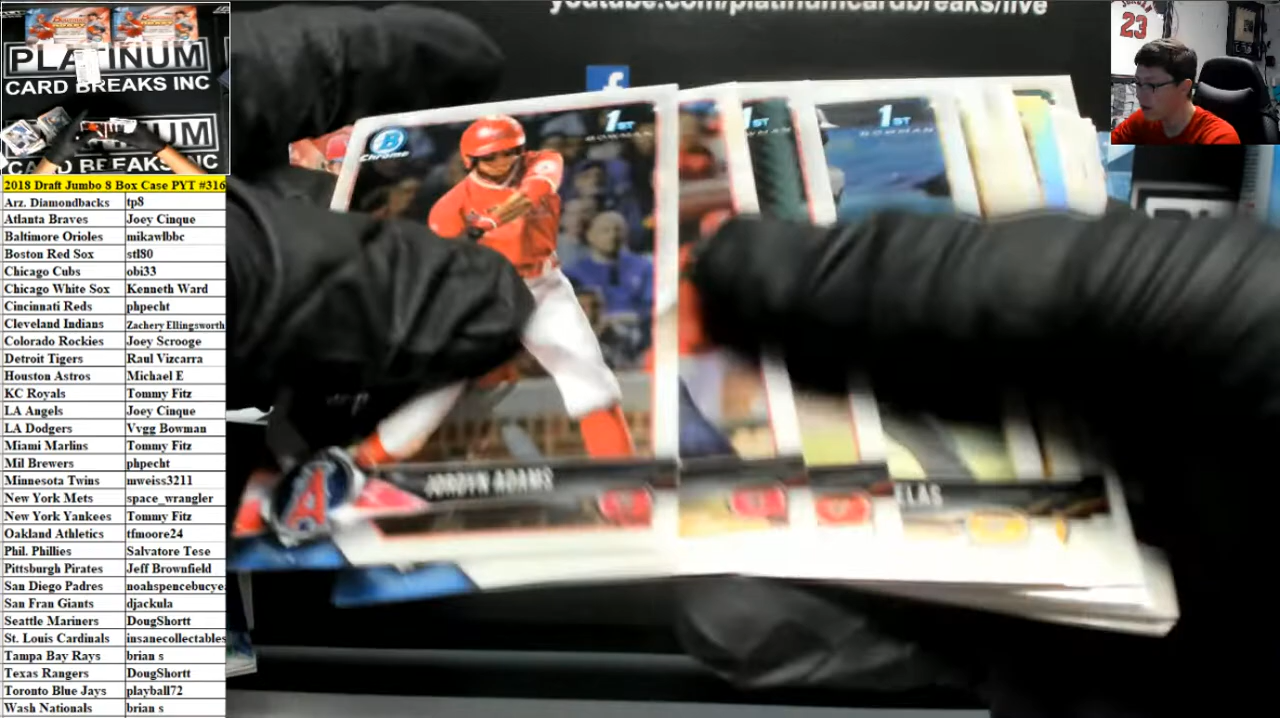 youtube.com/platinumcardbreaks/live
23
PLATINUM
CARD BREAKS INC
2018 Draft Jumbo 8 Box Case PYT #316
Arz. Diamondbacks tp8
Atlanta Braves Joey Cinque
Baltimore Orioles mikawlbbc
Boston Red Sox stl80
Chicago Cubs obi33
Chicago White Sox Kenneth Ward
Cincinnati Reds phpecht
Cleveland Indians Zachery Ellingsworth
Colorado Rockies Joey Scrooge
Detroit Tigers Raul Vizcarra
Houston Astros Michael E
KC Royals Tommy Fitz
LA Angels Joey Cinque
LA Dodgers Vvgg Bowman
Miami Marlins Tommy Fitz
Mil Brewers phpecht
Minnesota Twins mweiss3211
New York Mets space_wrangler
New York Yankees Tommy Fitz
Oakland Athletics tfmoore24
Phil. Phillies Salvatore Tese
Pittsburgh Pirates Jeff Brownfield
San Diego Padres noahspencebucye
San Fran Giants djackula
Seattle Mariners DougShortt
St. Louis Cardinals insanecollectables
Tampa Bay Rays brian s
Texas Rangers DougShortt
Toronto Blue Jays playball72
Wash Nationals brian s
B
Chrome
1ST
BOWMAN
1ST
1ST
BOWMAN
A
JORDYN ADAMS
ELAS